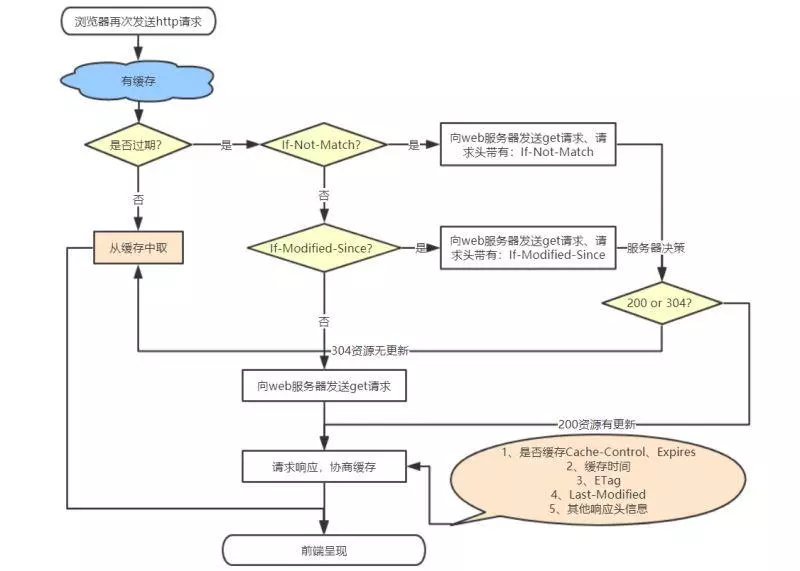 浏览器再次发送http请求
有缓存
是否过期?
是
If-Not-Match?
是
向web服务器发送get请求、请
求头带有：If-Not-Match
否
否
从缓存中取
If-Modified-Since?
是
向web服务器发送get请求、请
求头带有：If-Modified-Since
服务器决策
200 or 304?
否
304资源无更新
向web服务器发送get请求
200资源有更新
请求响应，协商缓存
1、是否缓存Cache-Control、Expires
2、缓存时间
3、ETag
4、Last-Modified
5、其他响应头信息
前端呈现